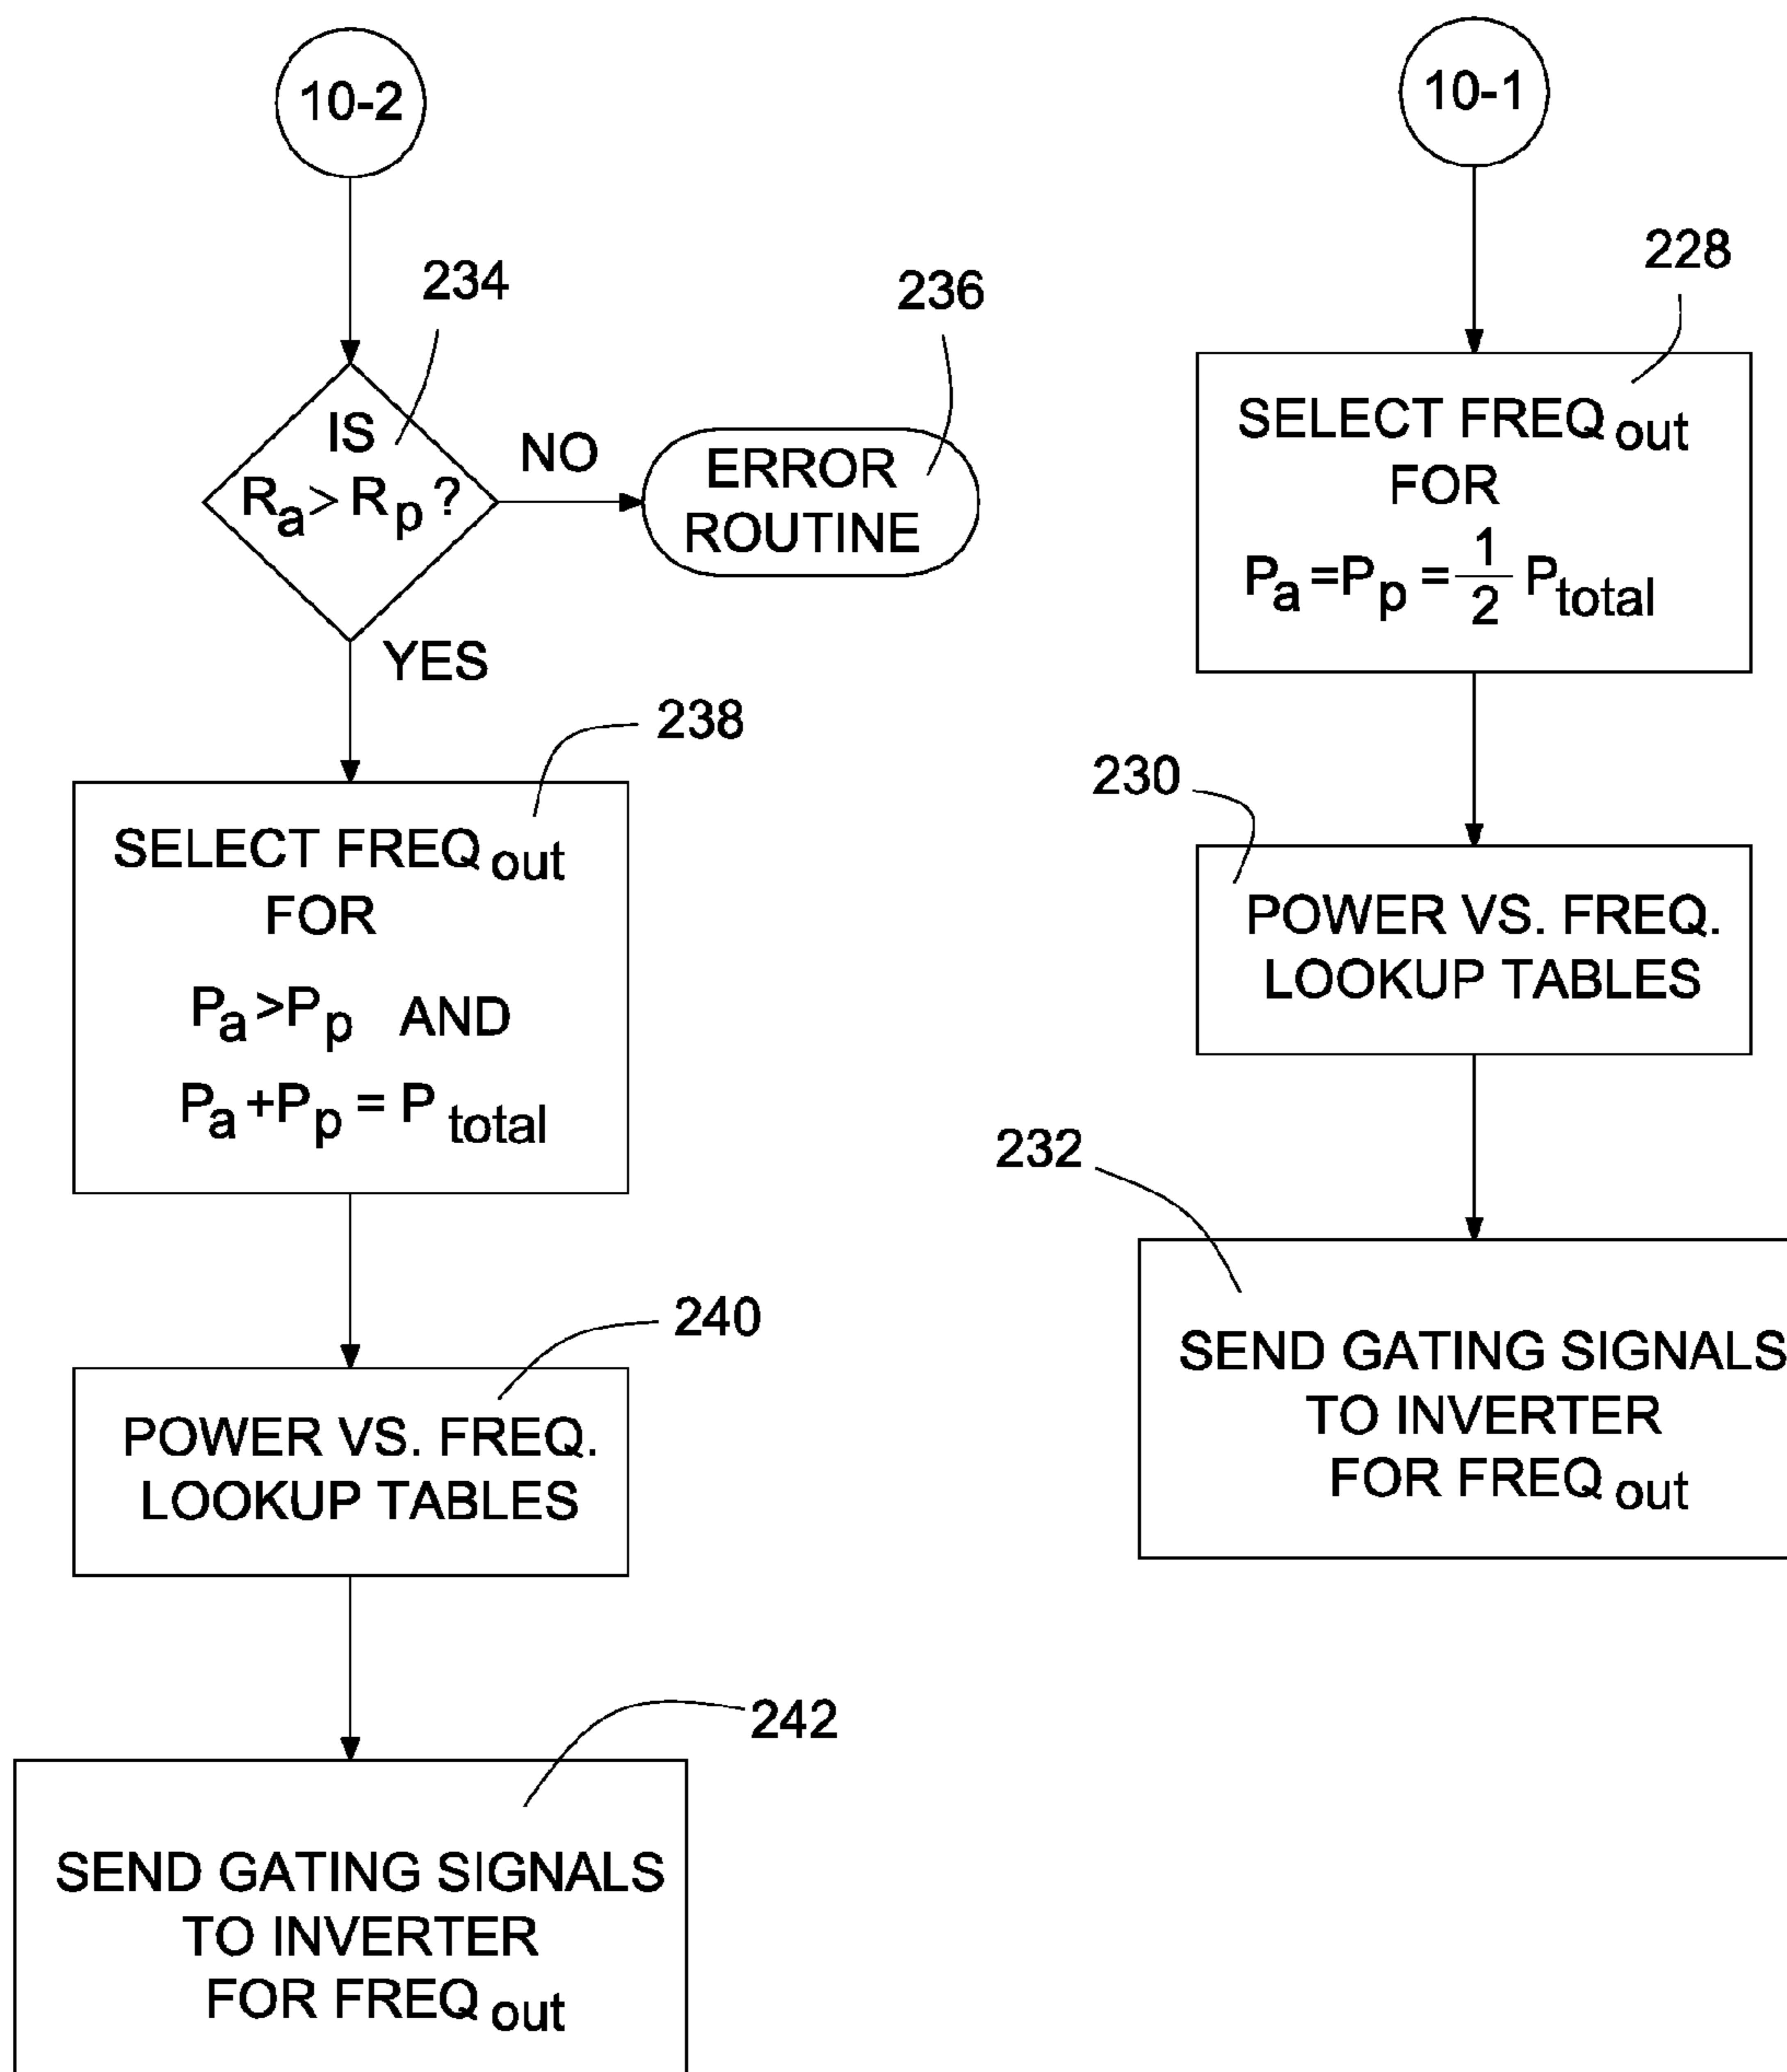 10-2
234
IS
Ra> Rp ?
NO
236
ERROR
ROUTINE
YES
238
SELECT FREQ out
FOR
Pa>Pp AND
Pa+Pp = P total
240
POWER VS. FREQ.
LOOKUP TABLES
242
SEND GATING SIGNALS
TO INVERTER
FOR FREQ out
10-1
228
SELECT FREQ out
FOR
Pa=Pp = 1/2 Ptotal
230
POWER VS. FREQ.
LOOKUP TABLES
232
SEND GATING SIGNALS
TO INVERTER
FOR FREQ out